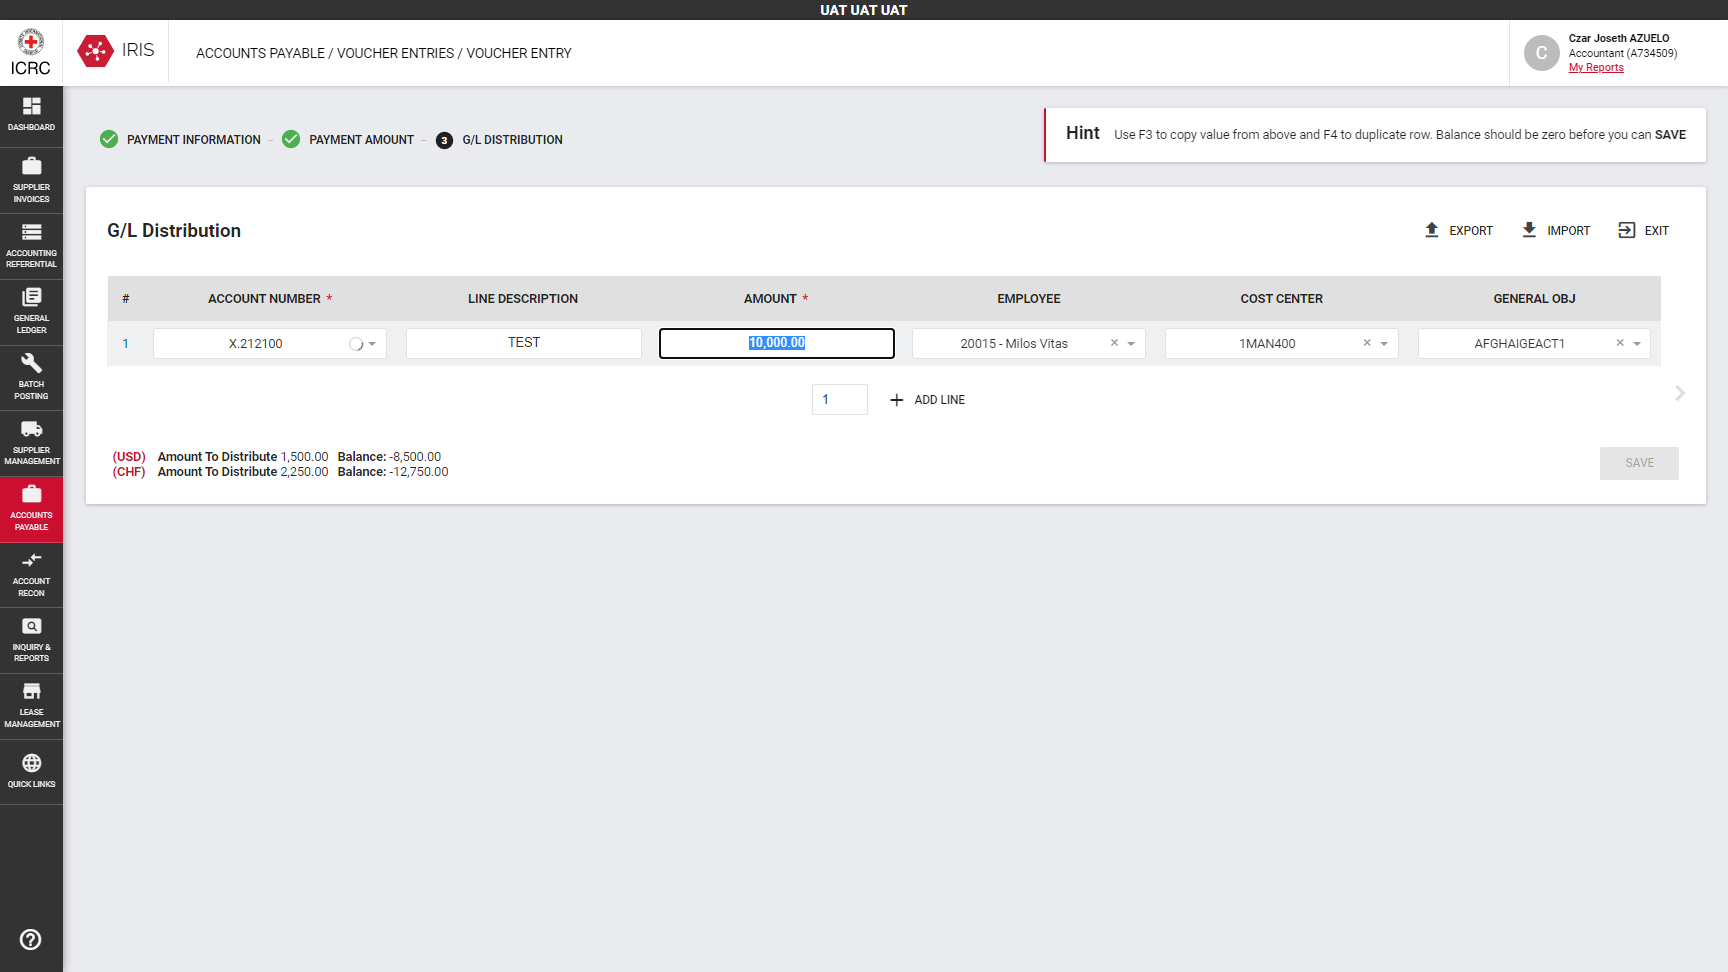 UAT UAT UAT
ICRC
IRIS
ACCOUNTS PAYABLE / VOUCHER ENTRIES / VOUCHER ENTRY
C
Czar Joseth AZUELO
Accountant (A734509)
My Reports
DASHBOARD
SUPPLIER
INVOICES
ACCOUNTING
REFERENTIAL
GENERAL
LEDGER
BATCH
POSTING
SUPPLIER
MANAGEMENT
ACCOUNTS
PAYABLE
ACCOUNT
RECON
INQUIRY &
REPORTS
LEASE
MANAGEMENT
QUICK LINKS
PAYMENT INFORMATION – PAYMENT AMOUNT – 3 G/L DISTRIBUTION
Hint Use F3 to copy value from above and F4 to duplicate row. Balance should be zero before you can SAVE
G/L Distribution
EXPORT IMPORT EXIT
# ACCOUNT NUMBER * LINE DESCRIPTION AMOUNT * EMPLOYEE COST CENTER GENERAL OBJ
1 X.212100 TEST 10,000.00 20015 - Milos Vitas × 1MAN400 × AFGHAIGEACT1 ×
1 + ADD LINE
(USD) Amount To Distribute 1,500.00 Balance: -8,500.00
(CHF) Amount To Distribute 2,250.00 Balance: -12,750.00
SAVE